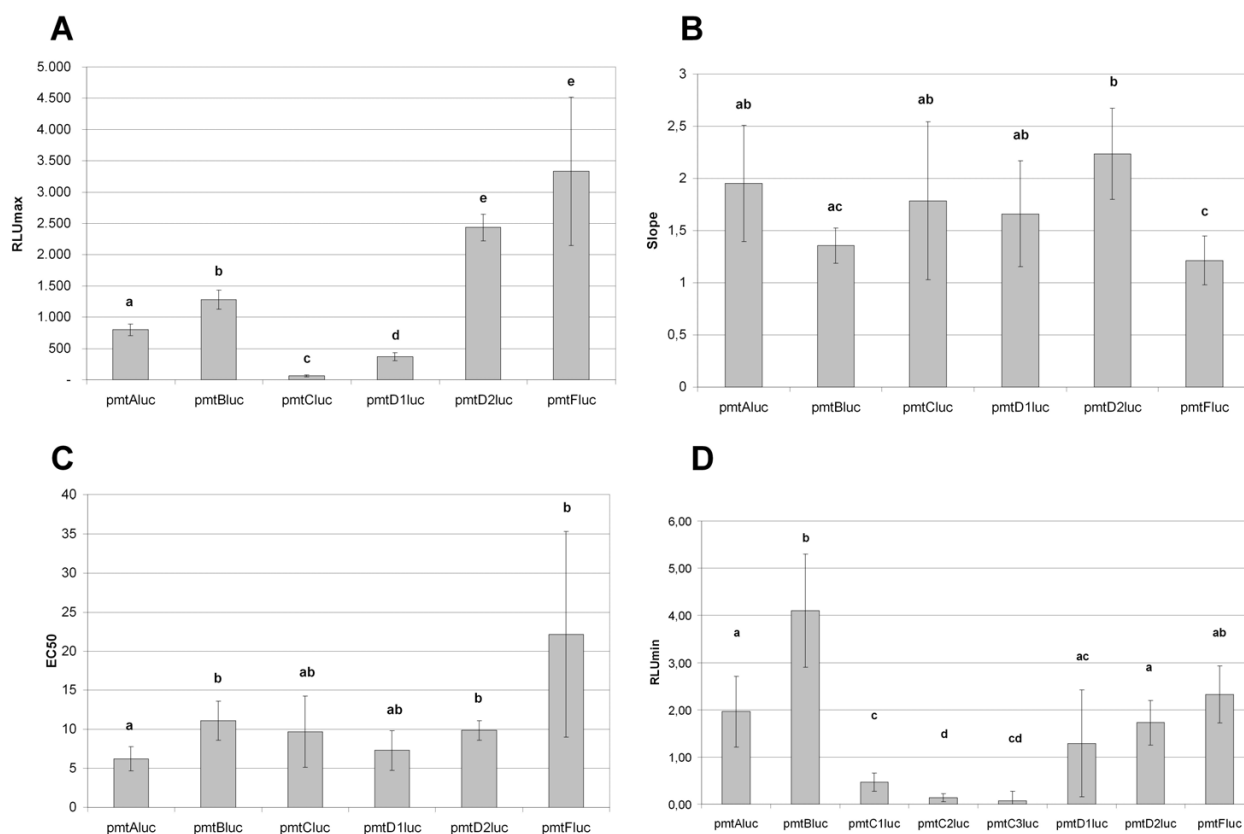 A
RLUmax
5.000
4.500
4.000
3.500
3.000
2.500
2.000
1.500
1.000
500
-
a
b
c
d
e
e
pmtAluc pmtBluc pmtCluc pmtD1luc pmtD2luc pmtFluc
B
Slope
3
2,5
2
1,5
1
0,5
0
ab
ac
ab
ab
b
c
pmtAluc pmtBluc pmtCluc pmtD1luc pmtD2luc pmtFluc
C
EC50
40
35
30
25
20
15
10
5
0
a
b
ab
ab
b
b
pmtAluc pmtBluc pmtCluc pmtD1luc pmtD2luc pmtFluc
D
RLUmin
6,00
5,00
4,00
3,00
2,00
1,00
0,00
a
b
c
d
cd
ac
a
ab
pmtAluc pmtBluc pmtC1luc pmtC2luc pmtC3luc pmtD1luc pmtD2luc pmtFluc